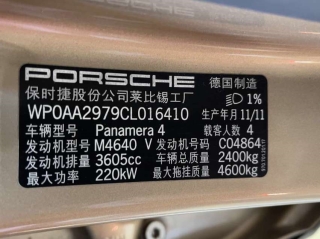 PORSCHE 德国制造
保时捷股份公司莱比锡工厂 1%
WP0AA2979CL016410 生产年月 11/11
车辆型号 Panamera 4 载客人数 4
发动机型号 M4640 V 发动机号 C04864
发动机排量 3605cc 车辆总质量 2400kg
最大功率 220kW 最大拖挂质量 4600kg